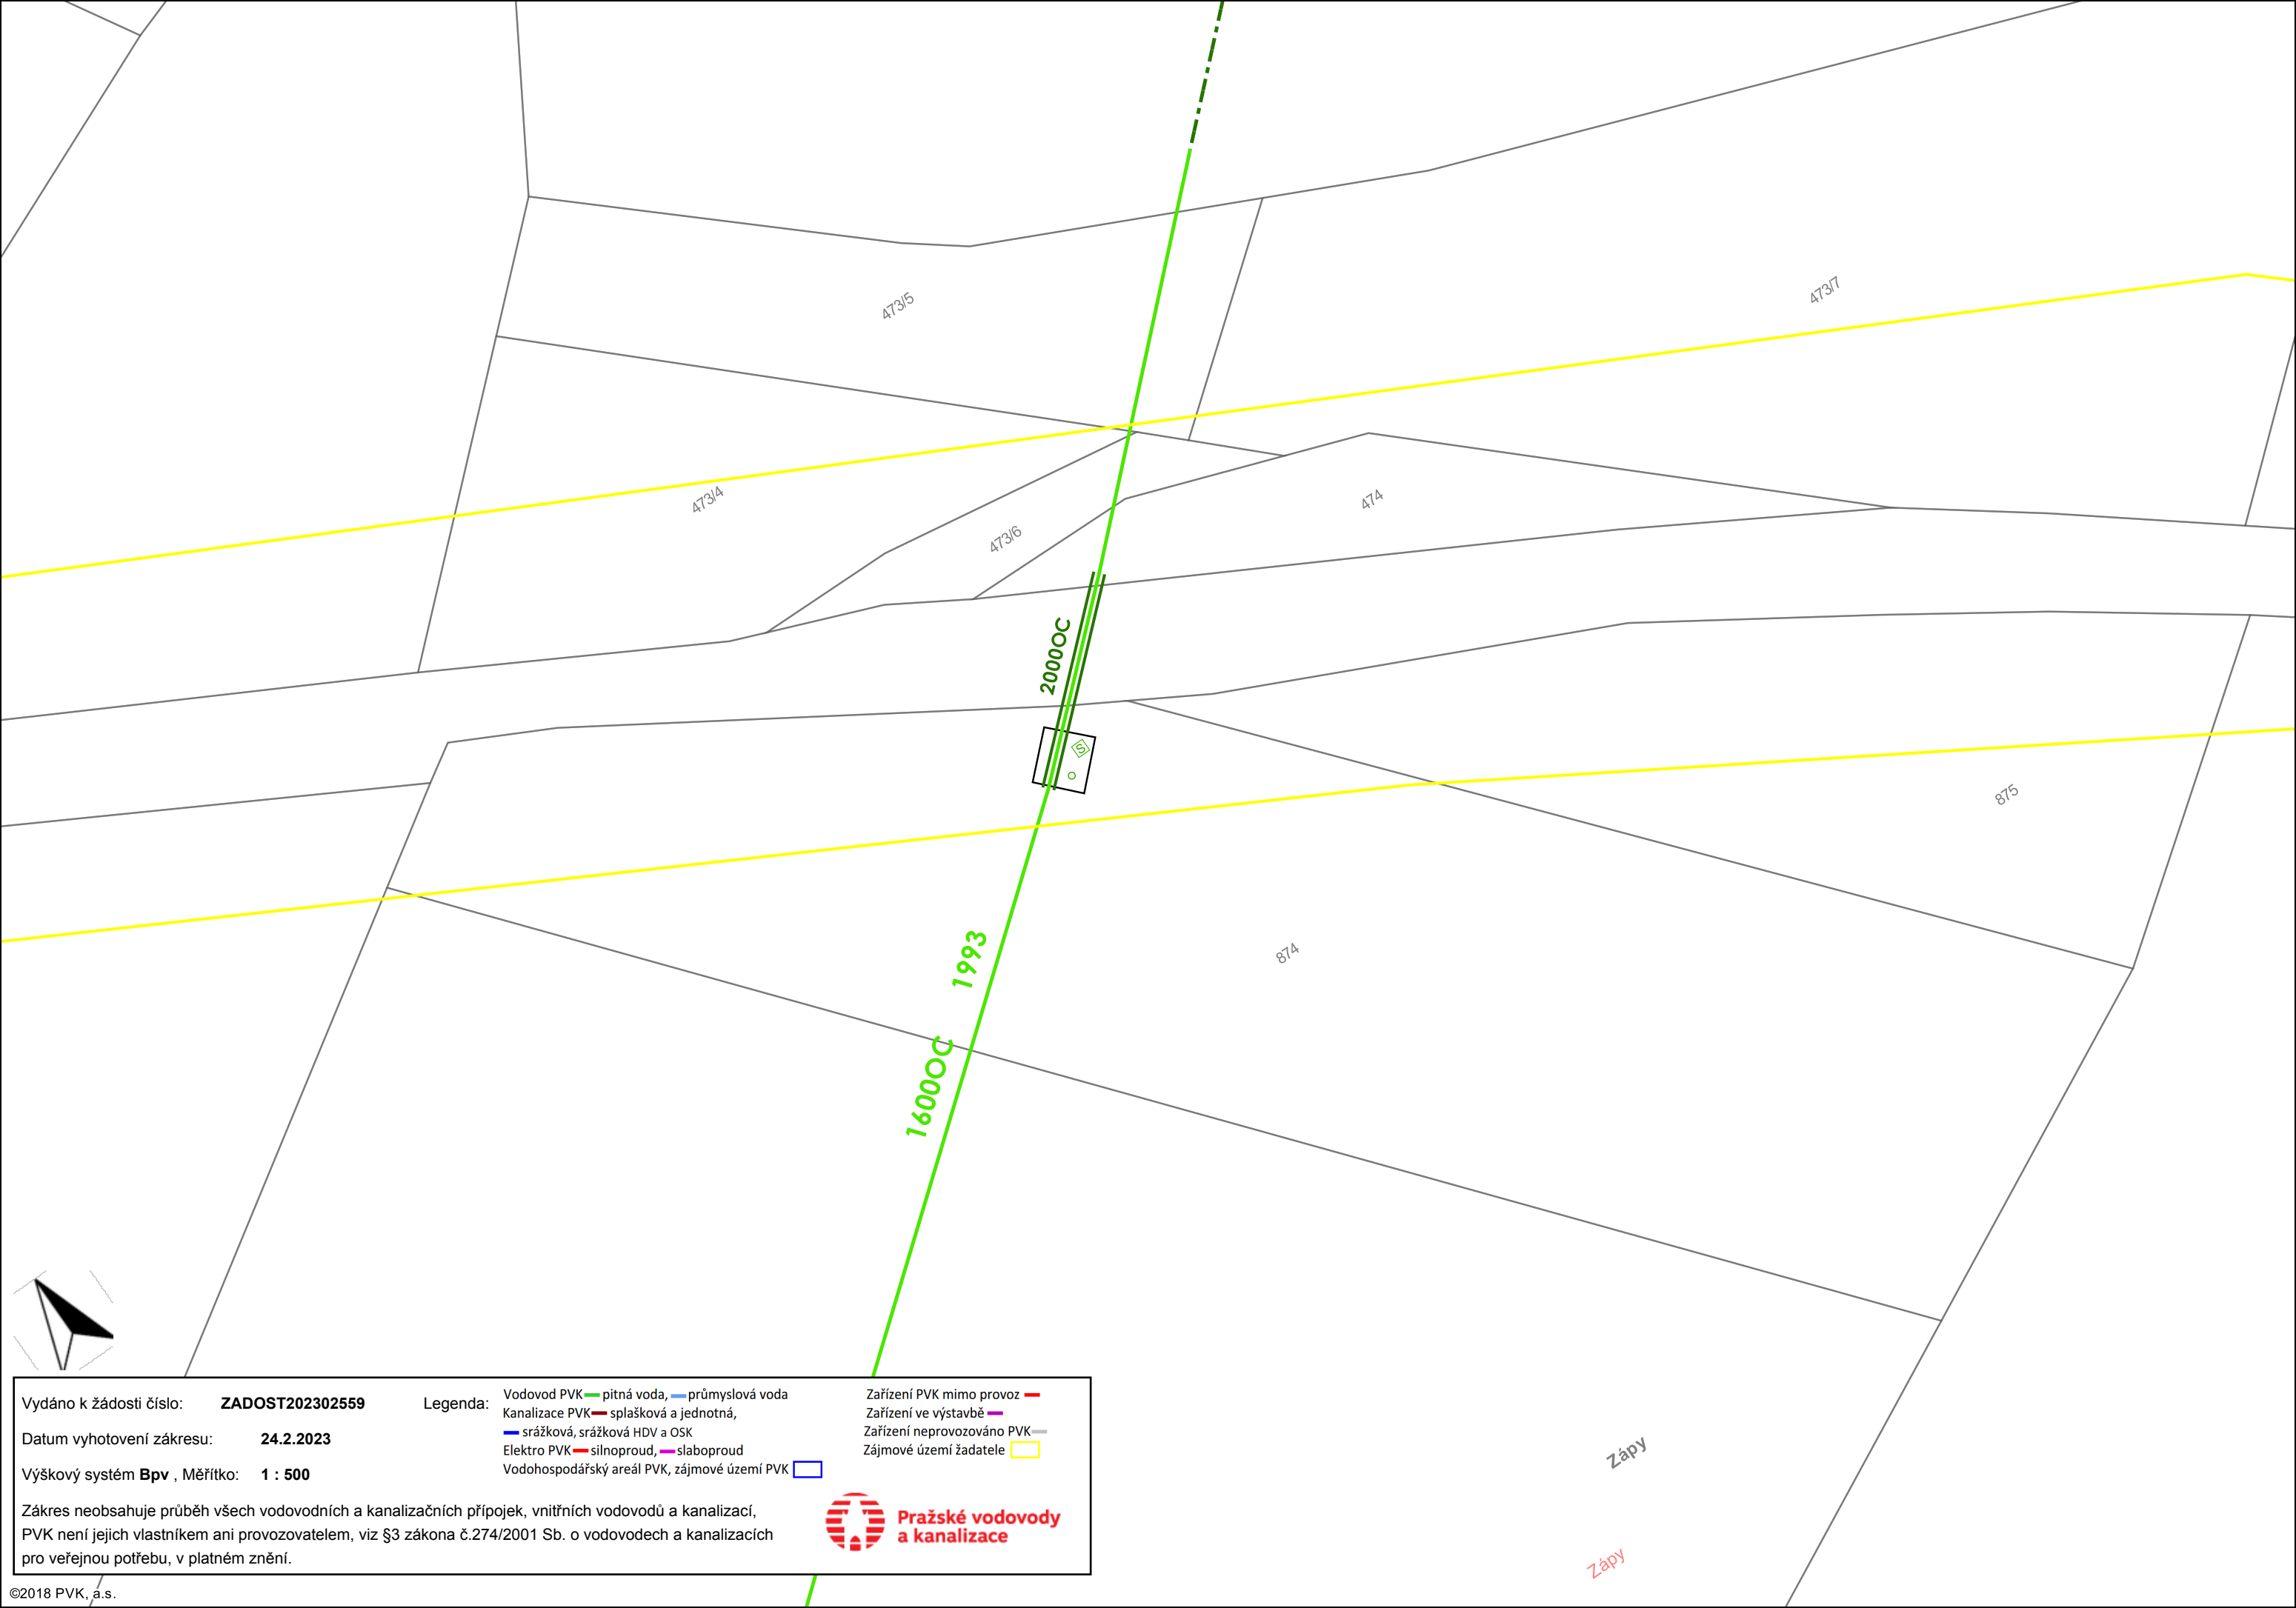 473/5
473/7
473/4
473/6
474
2000OC
S
875
1993
874
1600OC
Zápy
Zápy
Vydáno k žádosti číslo: ZADOST202302559
Datum vyhotovení zákresu: 24.2.2023
Výškový systém Bpv , Měřítko: 1 : 500
Legenda:
Vodovod PVK pitná voda, průmyslová voda
Kanalizace PVK splašková a jednotná,
srážková, srážková HDV a OSK
Elektro PVK silnoproud, slaboproud
Vodohospodářský areál PVK, zájmové území PVK
Zařízení PVK mimo provoz
Zařízení ve výstavbě
Zařízení neprovozováno PVK
Zájmové území žadatele
Zákres neobsahuje průběh všech vodovodních a kanalizačních přípojek, vnitřních vodovodů a kanalizací,
PVK není jejich vlastníkem ani provozovatelem, viz §3 zákona č.274/2001 Sb. o vodovodech a kanalizacích
pro veřejnou potřebu, v platném znění.
Pražské vodovody
a kanalizace
©2018 PVK, a.s.